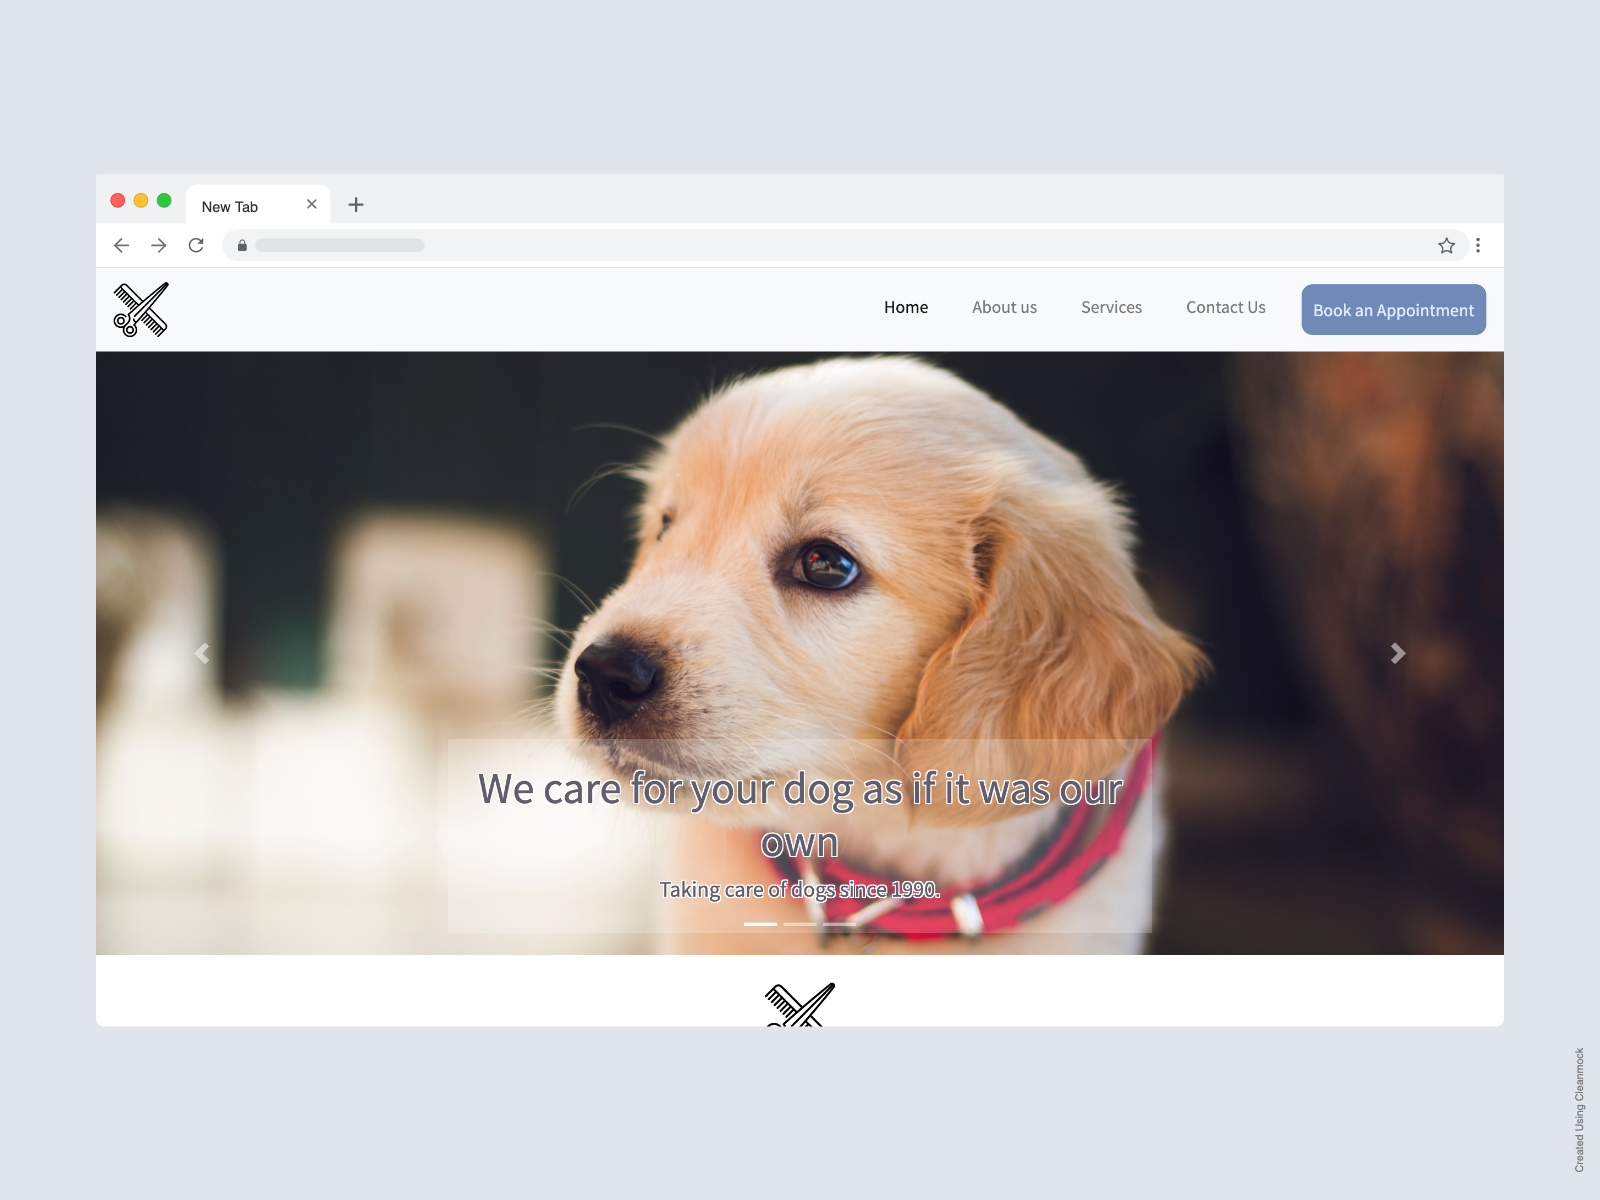 New Tab
Home About us Services Contact Us Book an Appointment
We care for your dog as if it was our
own
Taking care of dogs since 1990.
Created Using Cleanmock